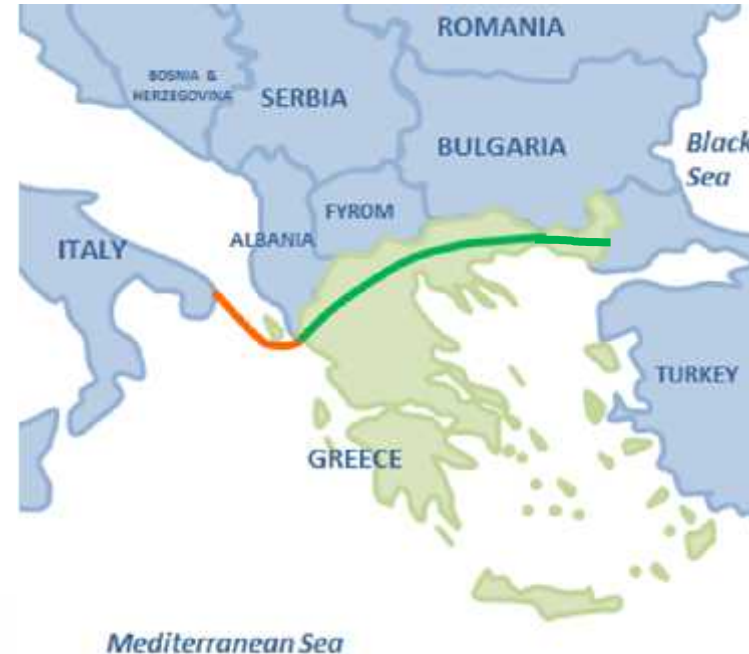 ROMANIA
BOSNIA &
HERZEGOVINA
SERBIA
BULGARIA
Black
Sea
FYROM
ALBANIA
ITALY
TURKEY
GREECE
Mediterranean Sea